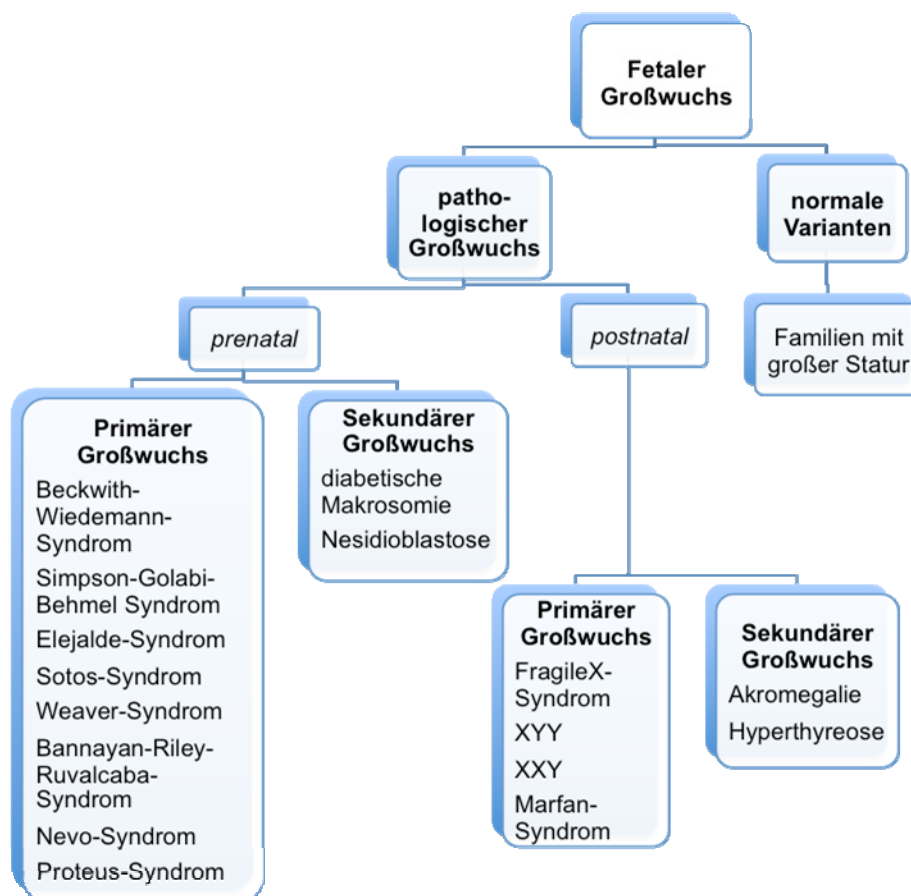 Fetaler
Großwuchs
patho-
logischer
Großwuchs
normale
Varianten
prenatal
postnatal
Familien mit
großer Statur
Primärer
Großwuchs
Beckwith-
Wiedemann-
Syndrom
Simpson-Golabi-
Behmel Syndrom
Elejalde-Syndrom
Sotos-Syndrom
Weaver-Syndrom
Bannayan-Riley-
Ruvalcaba-
Syndrom
Nevo-Syndrom
Proteus-Syndrom
Sekundärer
Großwuchs
diabetische
Makrosomie
Nesidioblastose
Primärer
Großwuchs
FragileX-
Syndrom
XYY
XXY
Marfan-
Syndrom
Sekundärer
Großwuchs
Akromegalie
Hyperthyreose